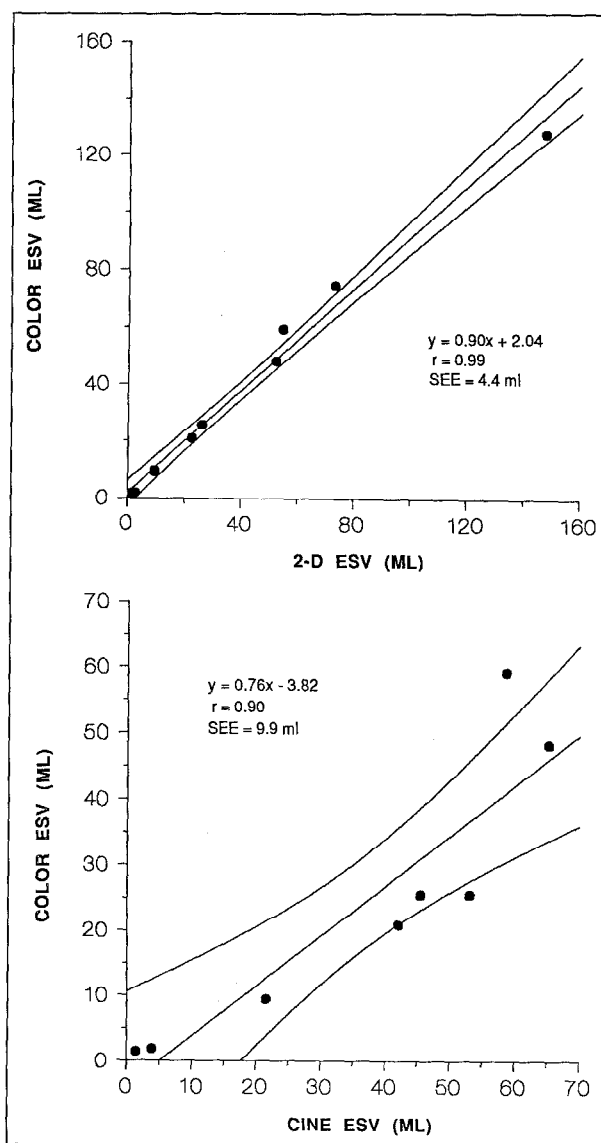 160
120
80
40
0
COLOR ESV (ML)
y = 0.90x + 2.04
r = 0.99
SEE = 4.4 ml
0 40 80 120 160
2-D ESV (ML)
70
60
50
40
30
20
10
0
COLOR ESV (ML)
y = 0.76x - 3.82
r = 0.90
SEE = 9.9 ml
0 10 20 30 40 50 60 70
CINE ESV (ML)